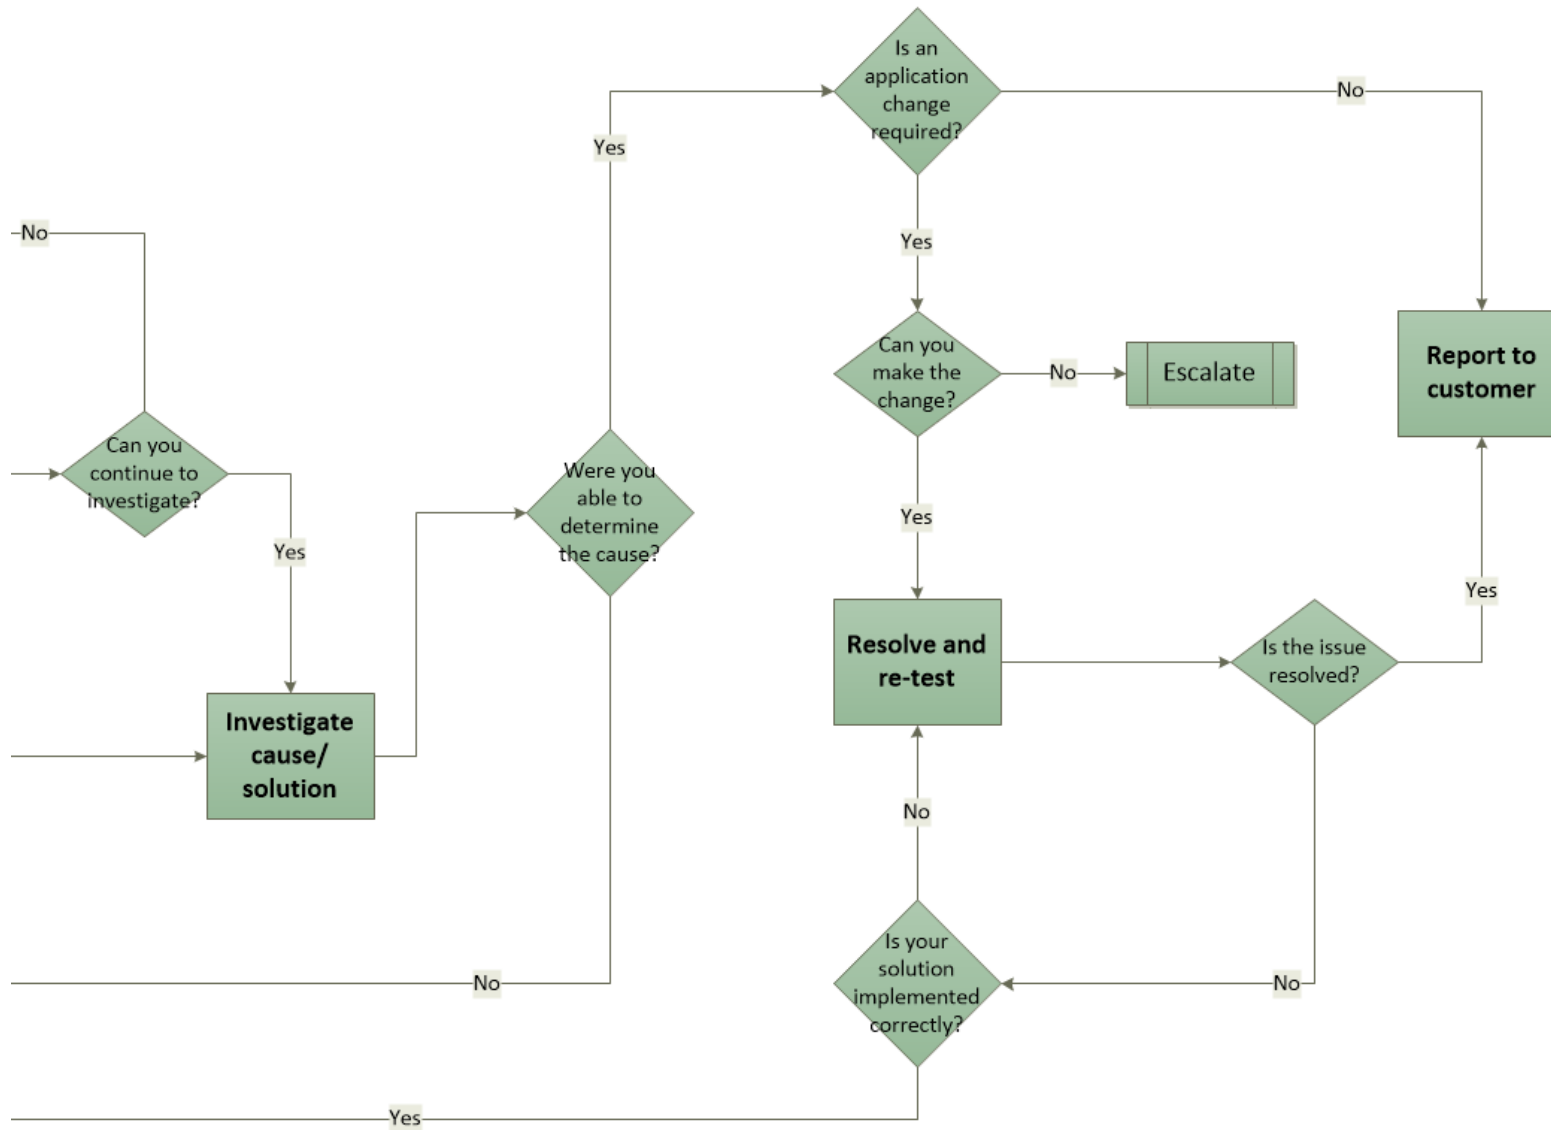 Is an
application
change
required?
No
Yes
No
Yes
Can you
make the
change?
No
Escalate
Report to
customer
Can you
continue to
investigate?
Yes
Were you
able to
determine
the cause?
Yes
Yes
Resolve and
re-test
Is the issue
resolved?
Investigate
cause/
solution
No
Is your
solution
implemented
correctly?
No
No
Yes